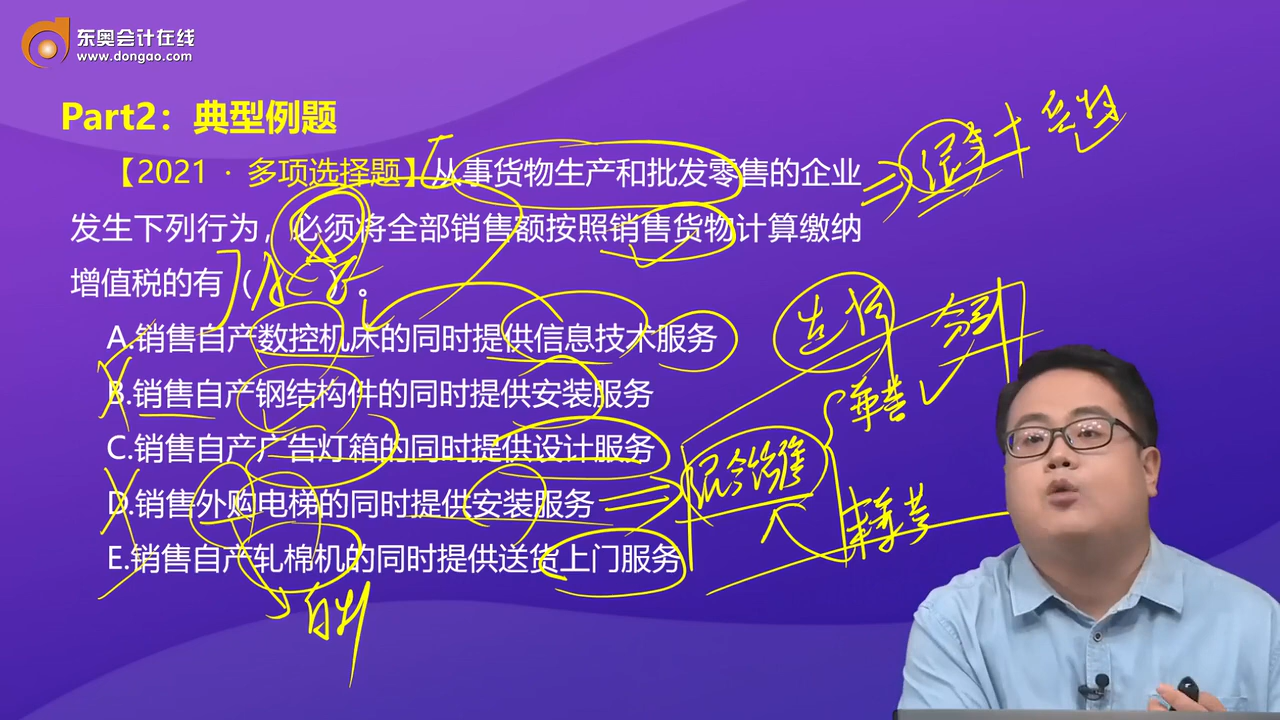 东奥会计在线
www.dongao.com
Part2：典型例题
【2021 · 多项选择题】从事货物生产和批发零售的企业
发生下列行为，必须将全部销售额按照销售货物计算缴纳
增值税的有（ACE）。
A.销售自产数控机床的同时提供信息技术服务
B.销售自产钢结构件的同时提供安装服务
C.销售自产广告灯箱的同时提供设计服务
D.销售外购电梯的同时提供安装服务
E.销售自产轧棉机的同时提供送货上门服务
混合销售
自产